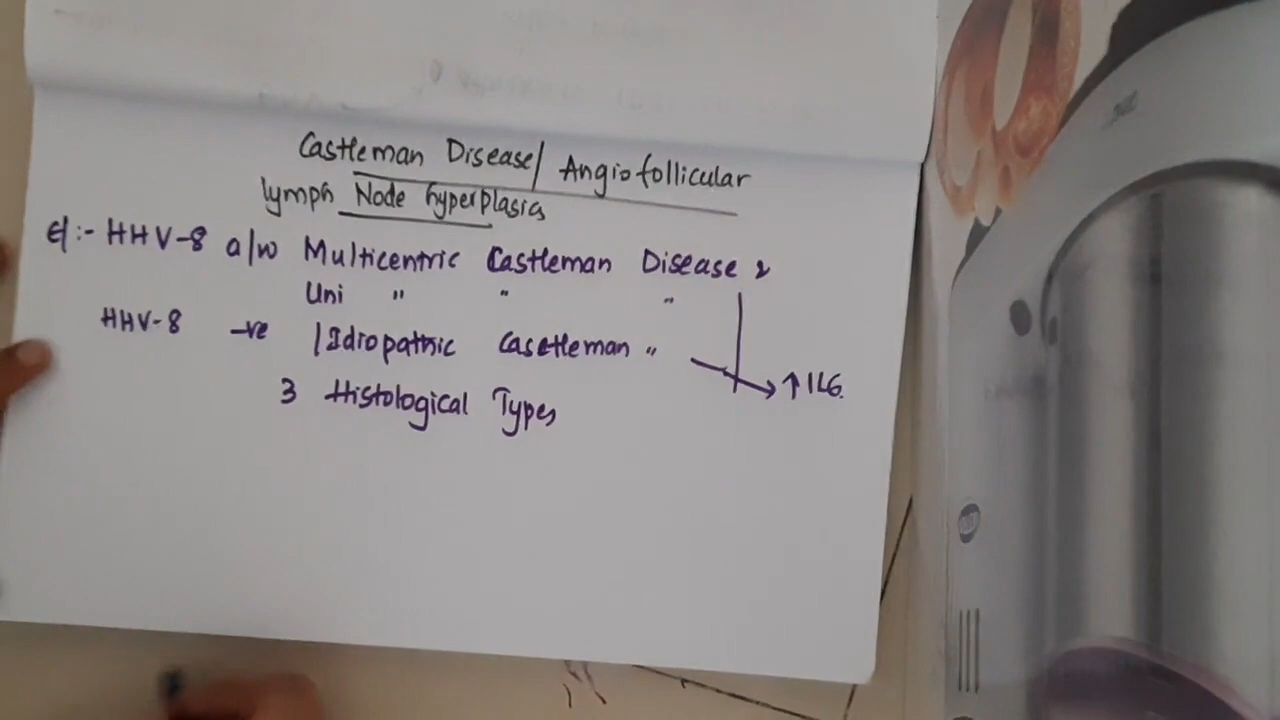 Castleman Disease/ Angiofollicular
lymph Node hyperplasia
E/:- HHV-8 a/w Multicentric Castleman Disease &
Uni " " "
HHV-8 -ve /Idiopathic Casetleman "
↑ IL6.
3 Histological Types